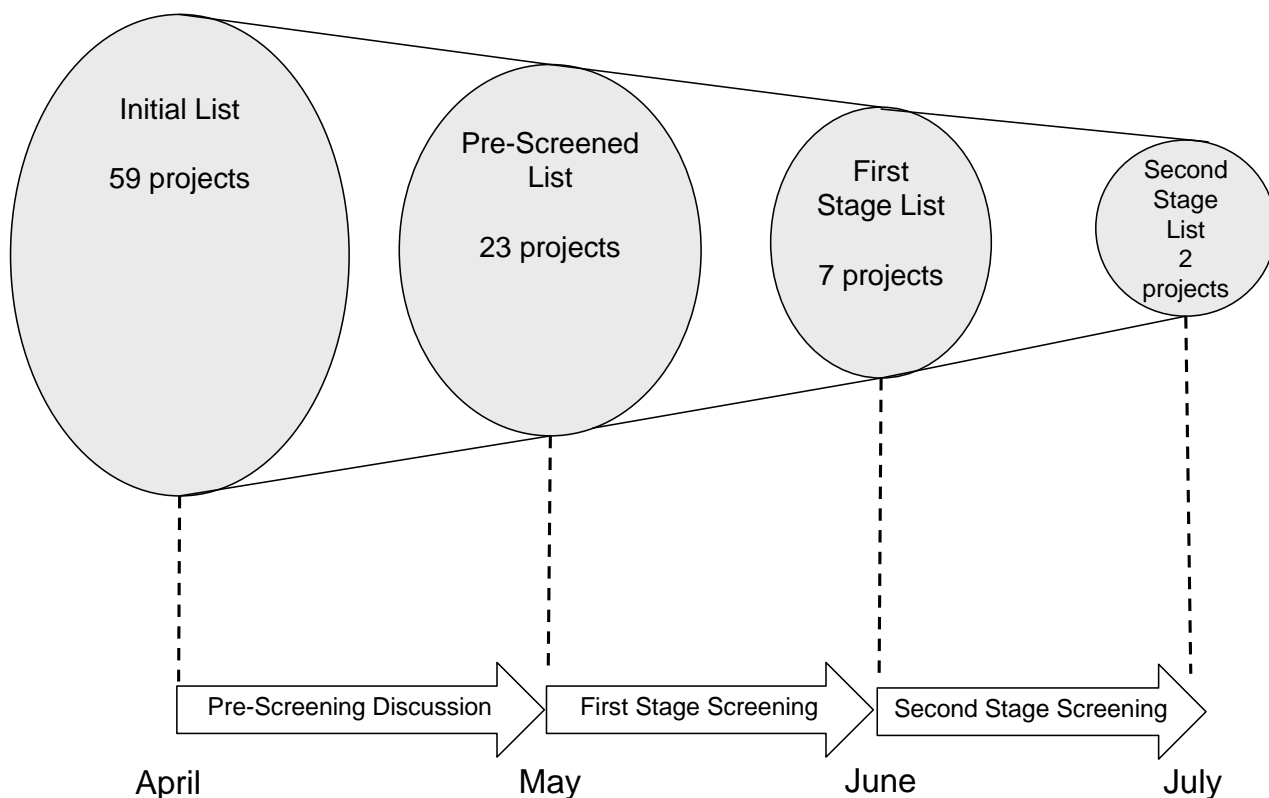 Initial List
59 projects
Pre-Screened
List
23 projects
First
Stage List
7 projects
Second
Stage
List
2
projects
Pre-Screening Discussion
First Stage Screening
Second Stage Screening
April
May
June
July